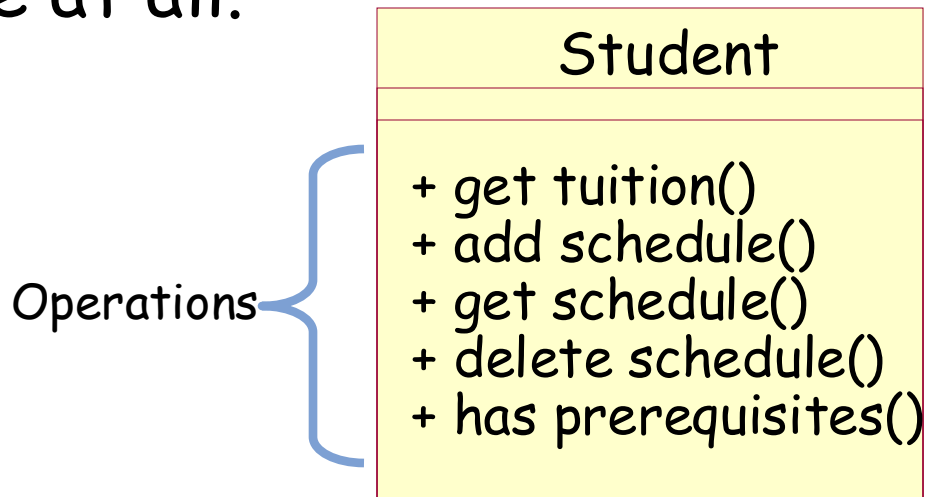 at all.
Student
+ get tuition()
+ add schedule()
+ get schedule()
Operations
+ delete schedule()
+ has prerequisites()